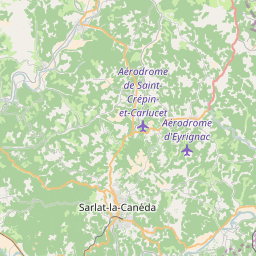 Aérodrome
de Saint-
Crépin-
et-Carlucet
Aérodrome
d'Eyrignac
Sarlat-la-Canéda